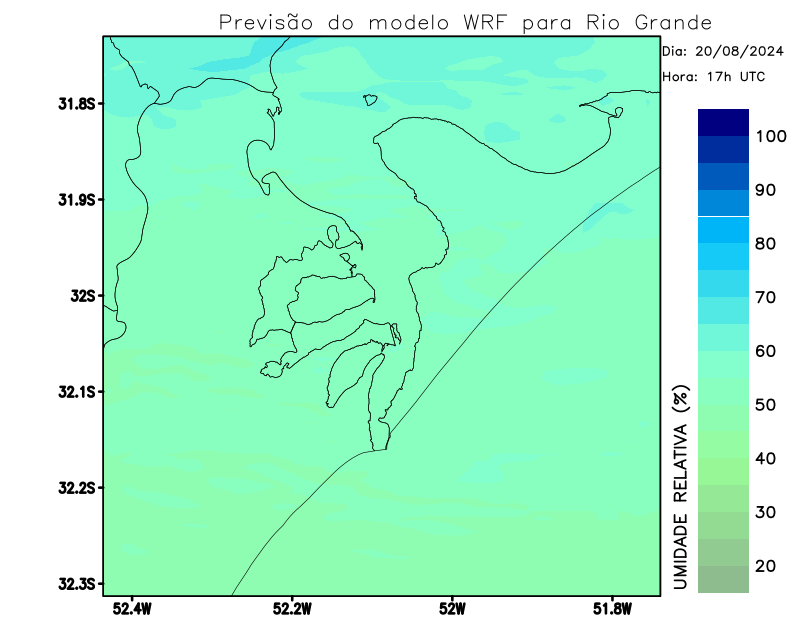 Previsão do modelo WRF para Rio Grande
Dia: 20/08/2024
Hora: 17h UTC
31.8S
31.9S
32S
32.1S
32.2S
32.3S
52.4W
52.2W
52W
51.8W
UMIDADE RELATIVA (%)
100
90
80
70
60
50
40
30
20